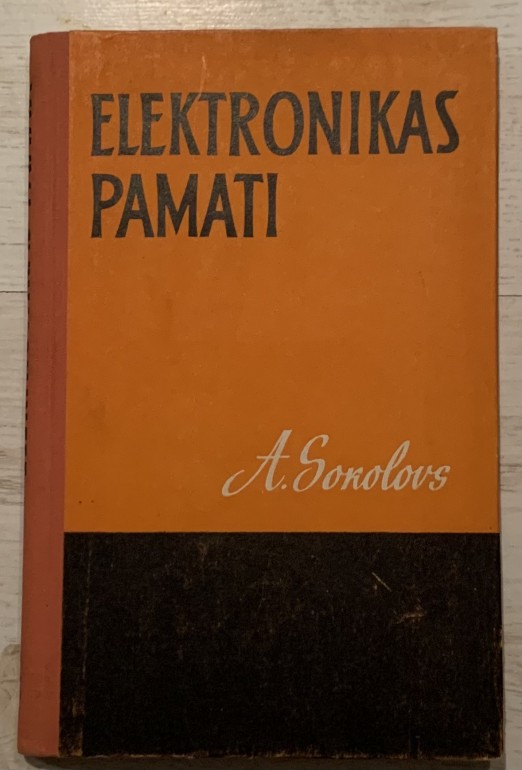 ELEKTRONIKAS
PAMATI
A. Sokolovs